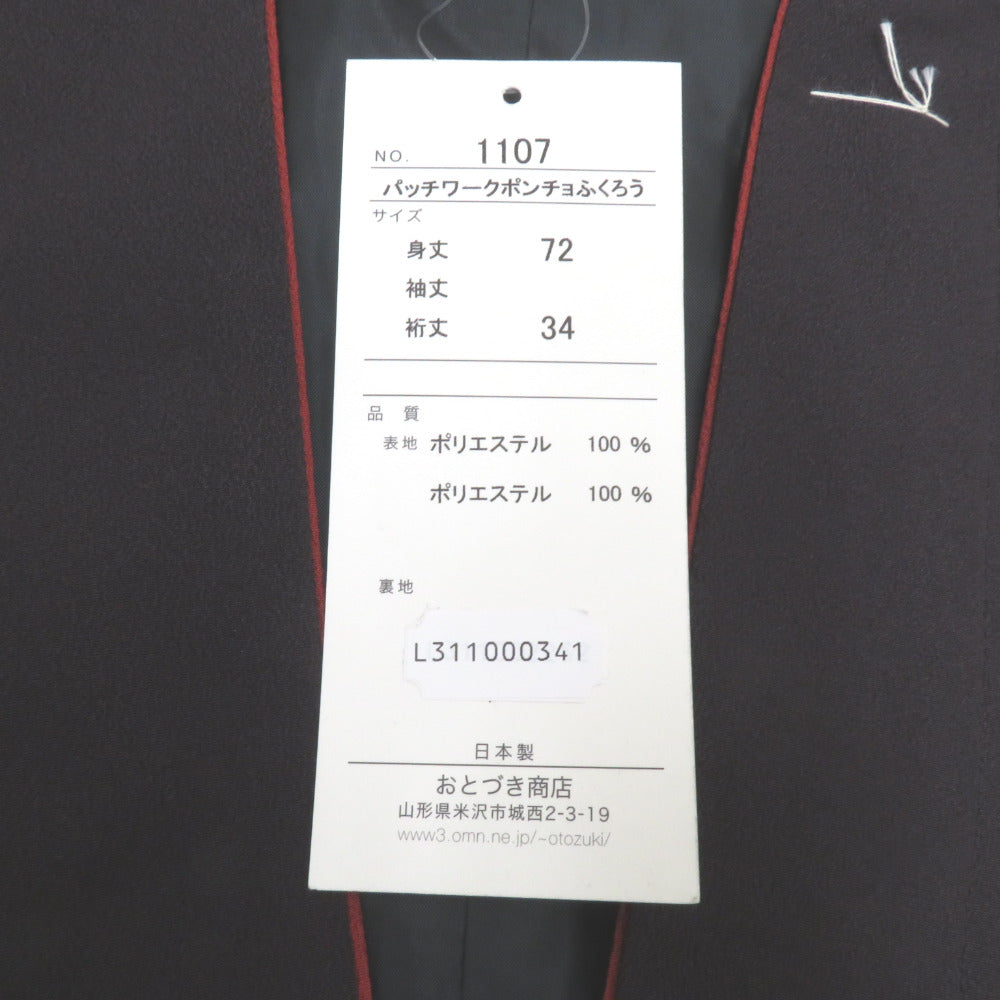 NO. 1107
パッチワークポンチョふくろう
サイズ
身丈 72
袖丈
裄丈 34
品 質
表地 ポリエステル 100 %
ポリエステル 100 %
裏地
L311000341
日本製
おとづき商店
山形県米沢市城西2-3-19
www3.omn.ne.jp/~otozuki/